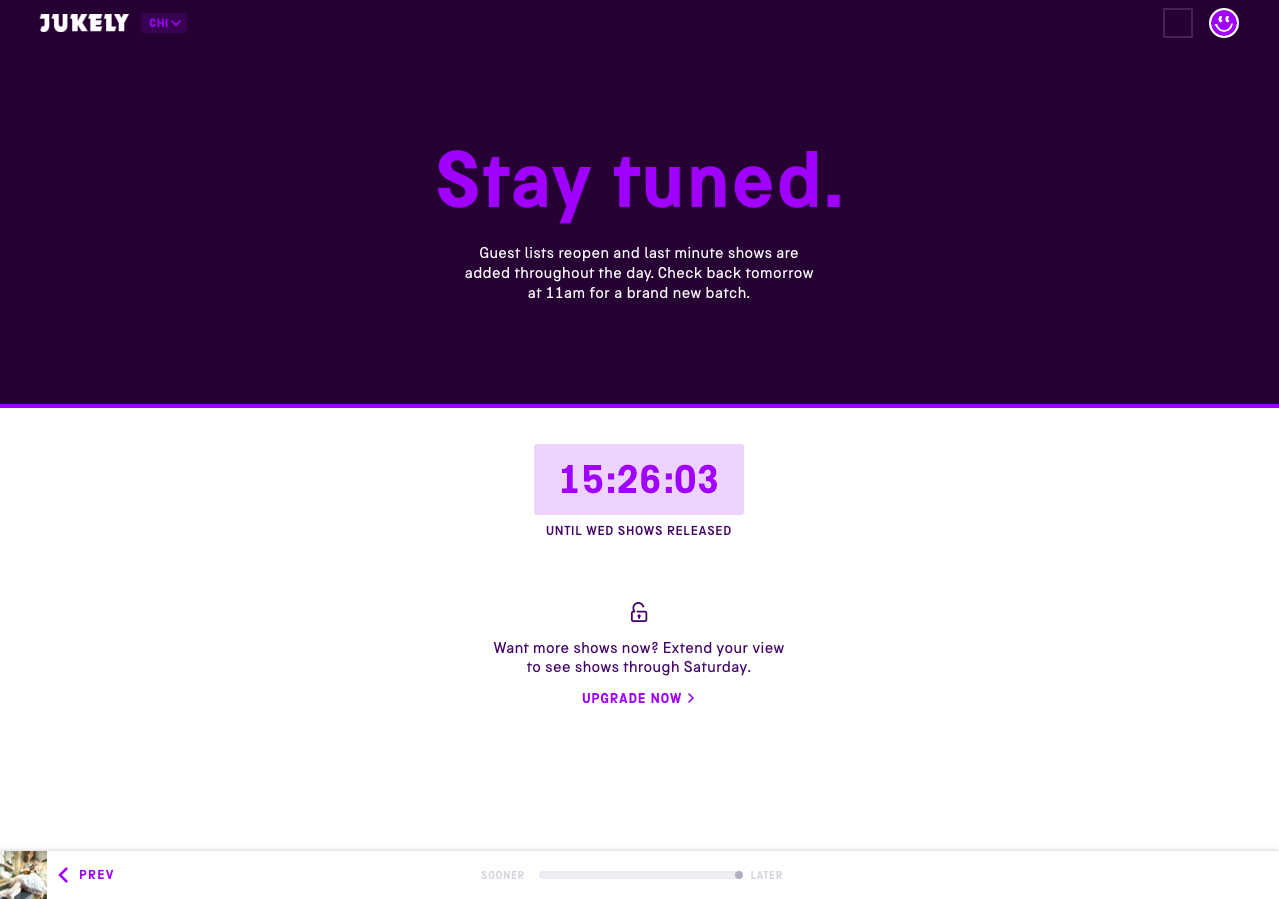 JUKELY
CHI
Stay tuned.
Guest lists reopen and last minute shows are
added throughout the day. Check back tomorrow
at 11am for a brand new batch.
15:26:03
UNTIL WED SHOWS RELEASED
Want more shows now? Extend your view
to see shows through Saturday.
UPGRADE NOW
PREV
SOONER
LATER